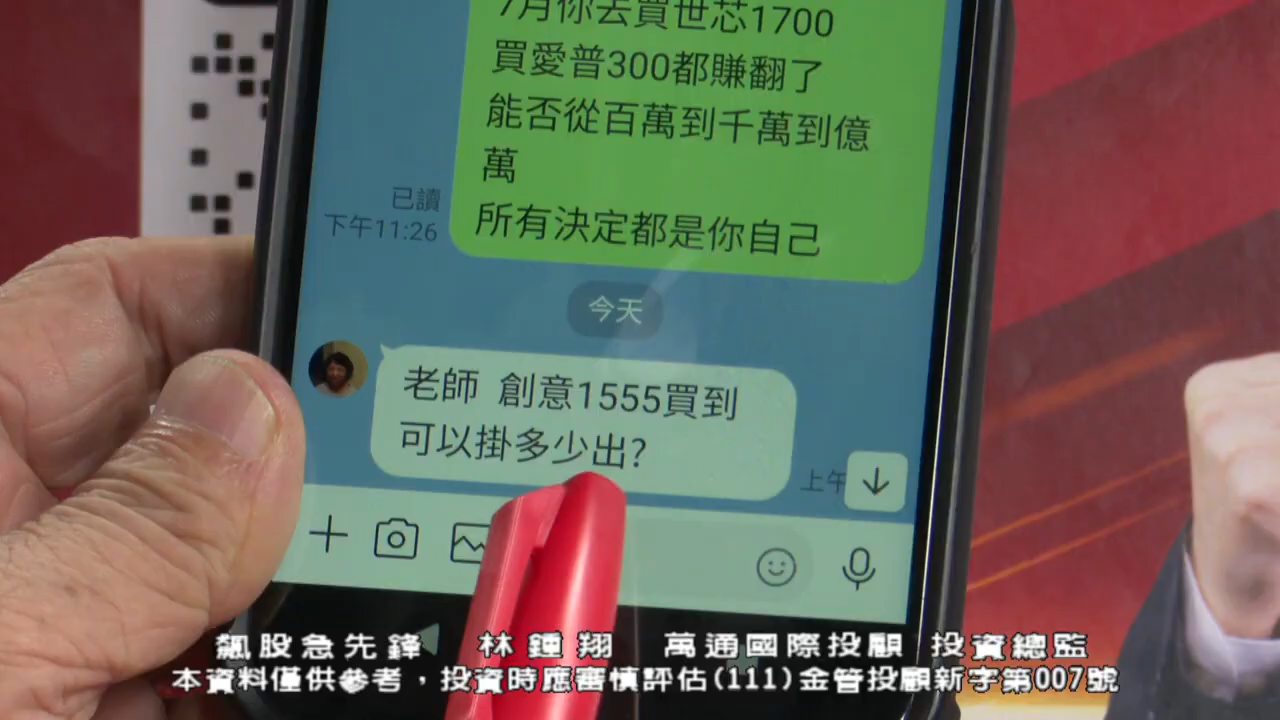 7月你去買世芯1700
買愛普300都賺翻了
能否從百萬到千萬到億
萬
所有決定都是你自己
已讀
下午11:26
今天
老師 創意1555買到
可以掛多少出?
上午
飆股急先鋒 林鍾翔 萬通國際投顧 投資總監
本資料僅供參考，投資時應審慎評估(111)金管投顧新字第007號